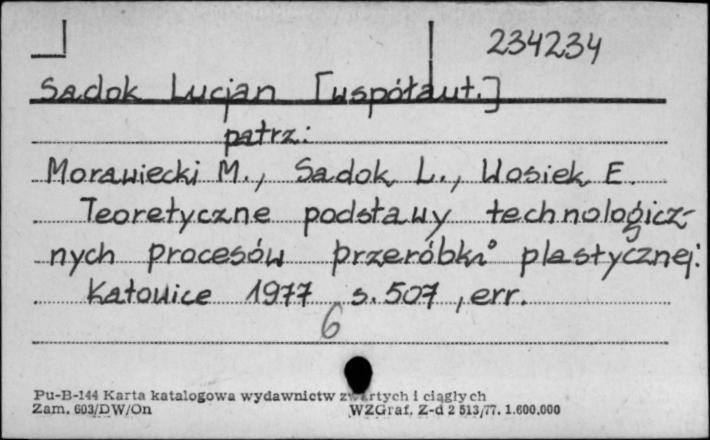 234234
Sadok Lucjan [współaut.]
patrz:
Morawiecki M., Sadok L., Wosiek E.
Teoretyczne podstawy technologicz-
nych procesów przeróbki plastycznej.
Katowice 1977 s. 507, err.
6
Pu-B-144 Karta katalogowa wydawnictw zwartych i ciągłych
Zam. 603/DW/On WZGraf. Z-d 2 513/77. 1.600.000